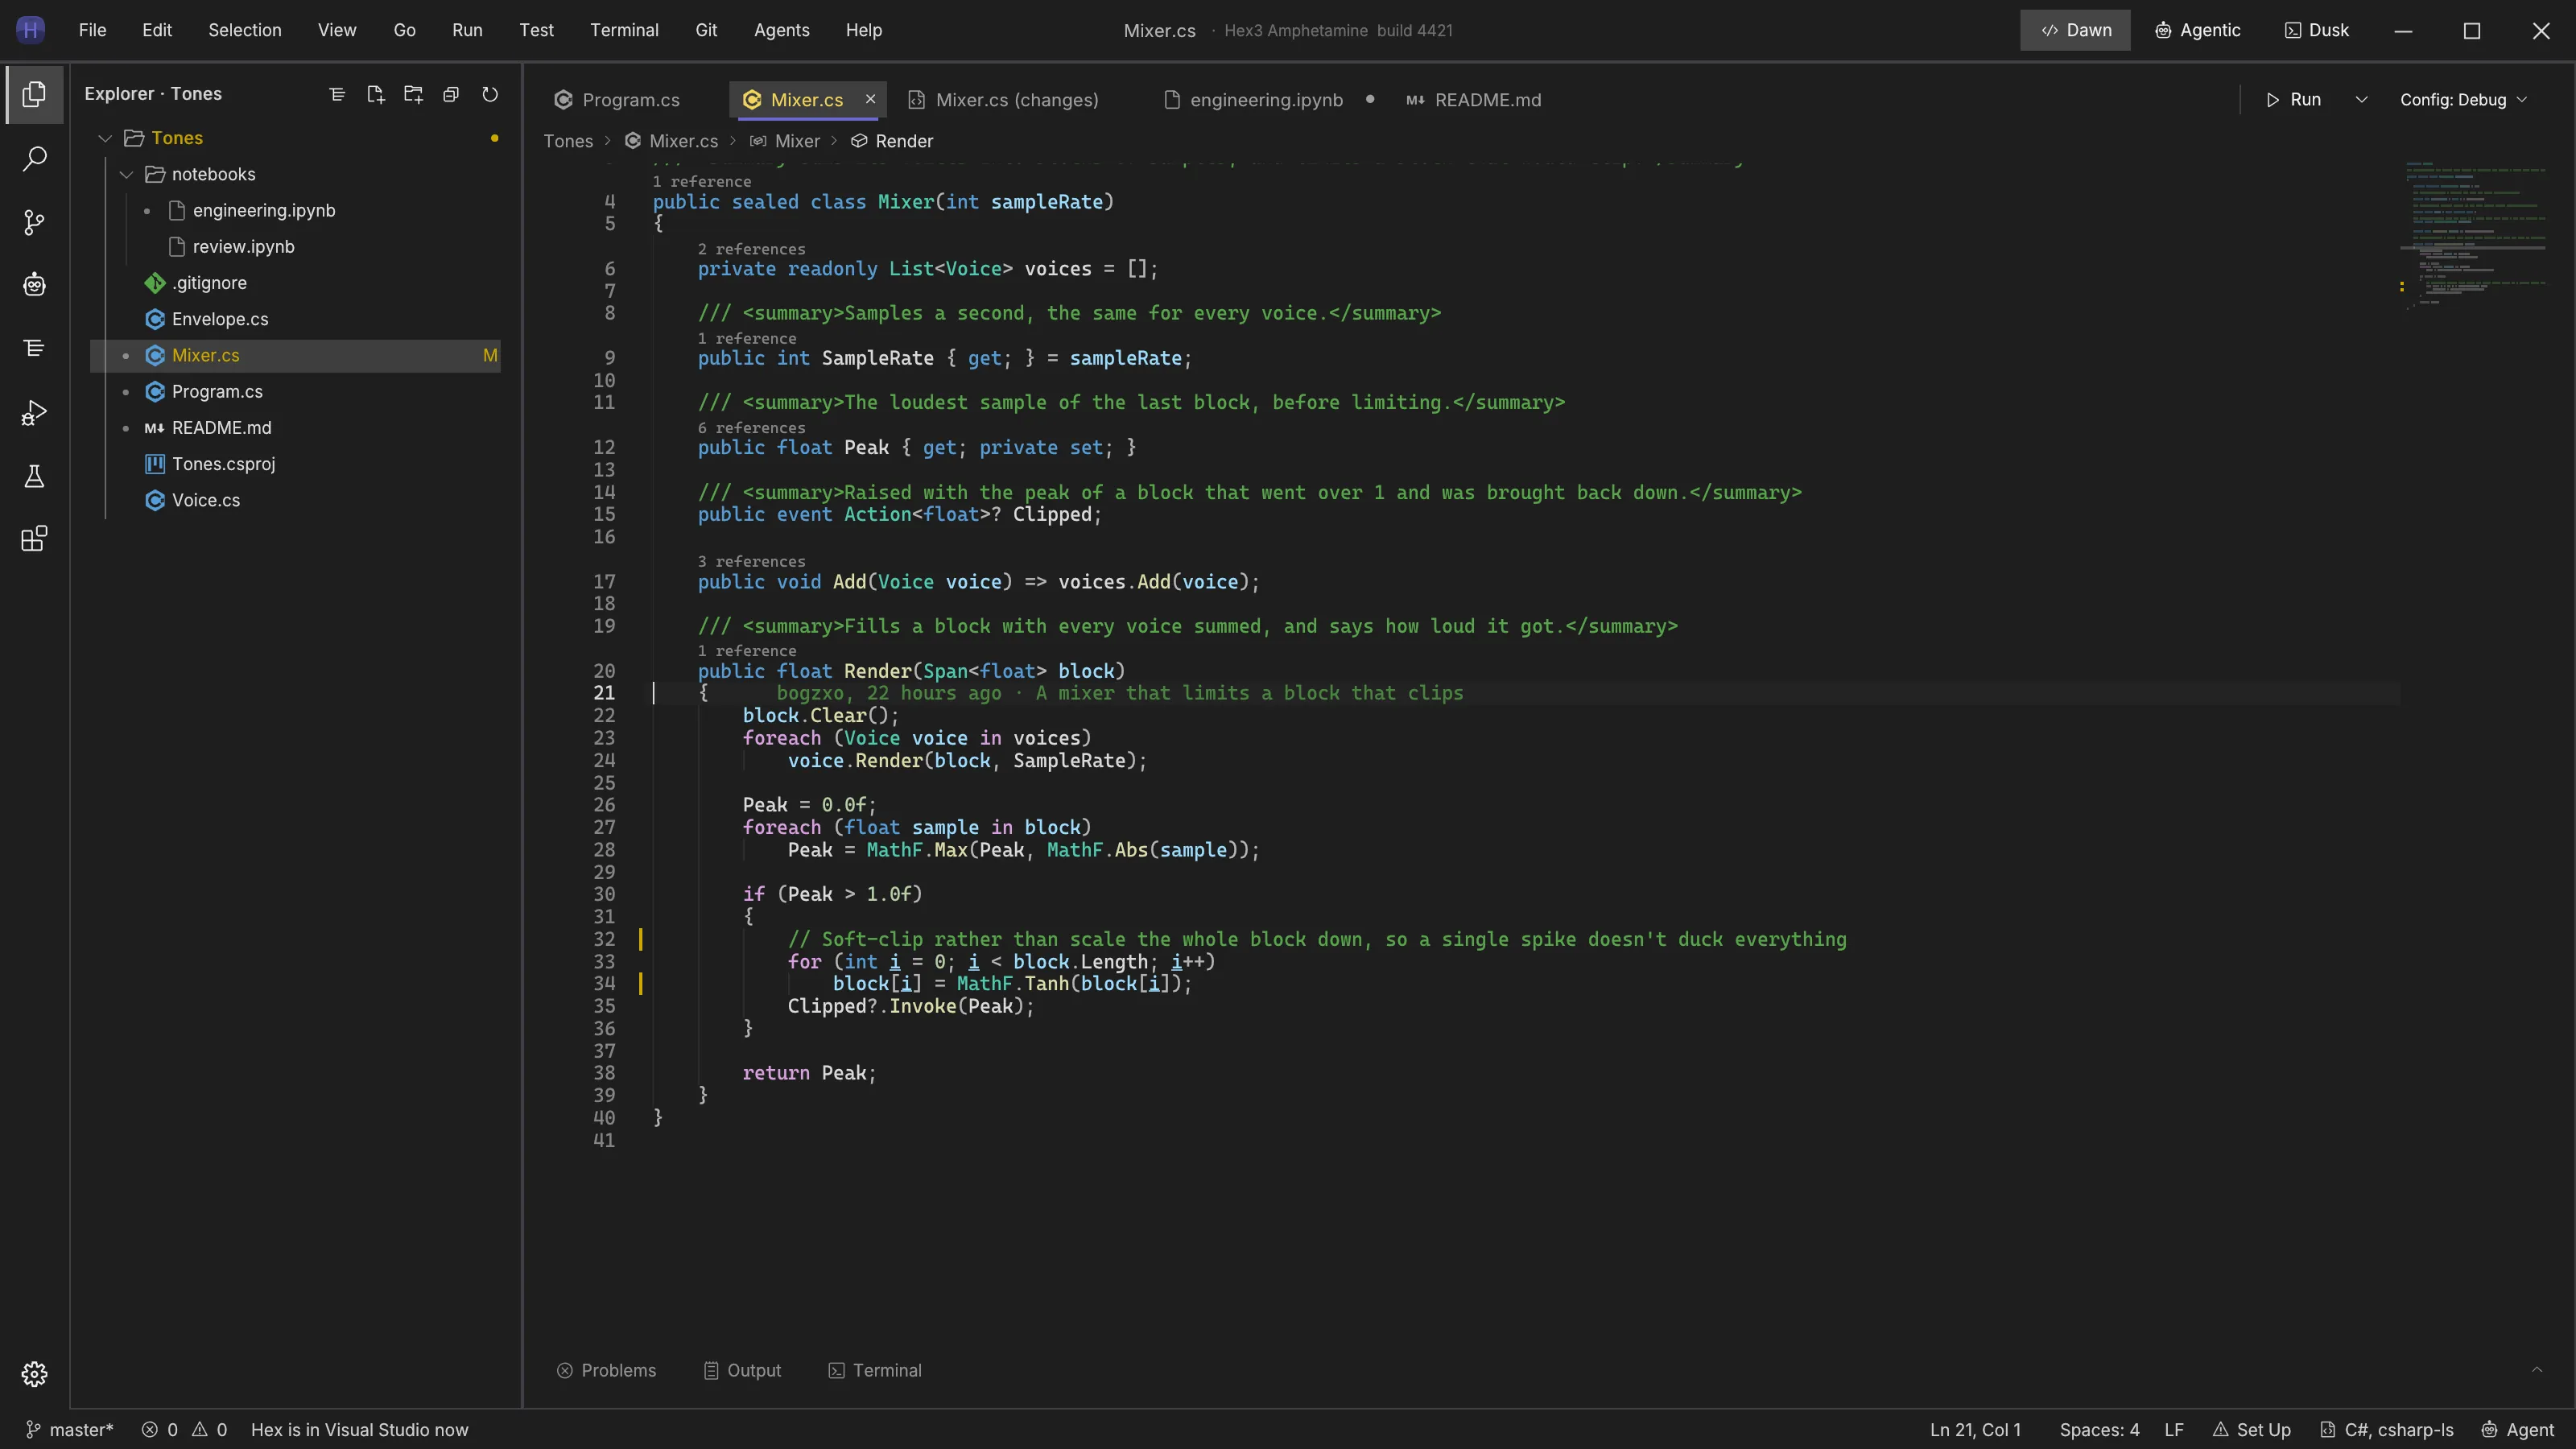 H File Edit Selection View Go Run Test Terminal Git Agents Help Mixer.cs · Hex3 Amphetamine build 4421 Dawn Agentic Dusk
Explorer · Tones
Tones
notebooks
engineering.ipynb
review.ipynb
.gitignore
Envelope.cs
Mixer.cs M
Program.cs
README.md
Tones.csproj
Voice.cs
Program.cs Mixer.cs Mixer.cs (changes) engineering.ipynb README.md Run Config: Debug
Tones > Mixer.cs > Mixer > Render
1 reference
4 public sealed class Mixer(int sampleRate)
5 {
2 references
6 private readonly List<Voice> voices = [];
7
8 /// <summary>Samples a second, the same for every voice.</summary>
1 reference
9 public int SampleRate { get; } = sampleRate;
10
11 /// <summary>The loudest sample of the last block, before limiting.</summary>
6 references
12 public float Peak { get; private set; }
13
14 /// <summary>Raised with the peak of a block that went over 1 and was brought back down.</summary>
15 public event Action<float>? Clipped;
16
3 references
17 public void Add(Voice voice) => voices.Add(voice);
18
19 /// <summary>Fills a block with every voice summed, and says how loud it got.</summary>
1 reference
20 public float Render(Span<float> block)
21 { bogzxo, 22 hours ago · A mixer that limits a block that clips
22 block.Clear();
23 foreach (Voice voice in voices)
24 voice.Render(block, SampleRate);
25
26 Peak = 0.0f;
27 foreach (float sample in block)
28 Peak = MathF.Max(Peak, MathF.Abs(sample));
29
30 if (Peak > 1.0f)
31 {
32 // Soft-clip rather than scale the whole block down, so a single spike doesn't duck everything
33 for (int i = 0; i < block.Length; i++)
34 block[i] = MathF.Tanh(block[i]);
35 Clipped?.Invoke(Peak);
36 }
37
38 return Peak;
39 }
40 }
41
Problems Output Terminal
master* 0 0 Hex is in Visual Studio now Ln 21, Col 1 Spaces: 4 LF Set Up C#, csharp-ls Agent